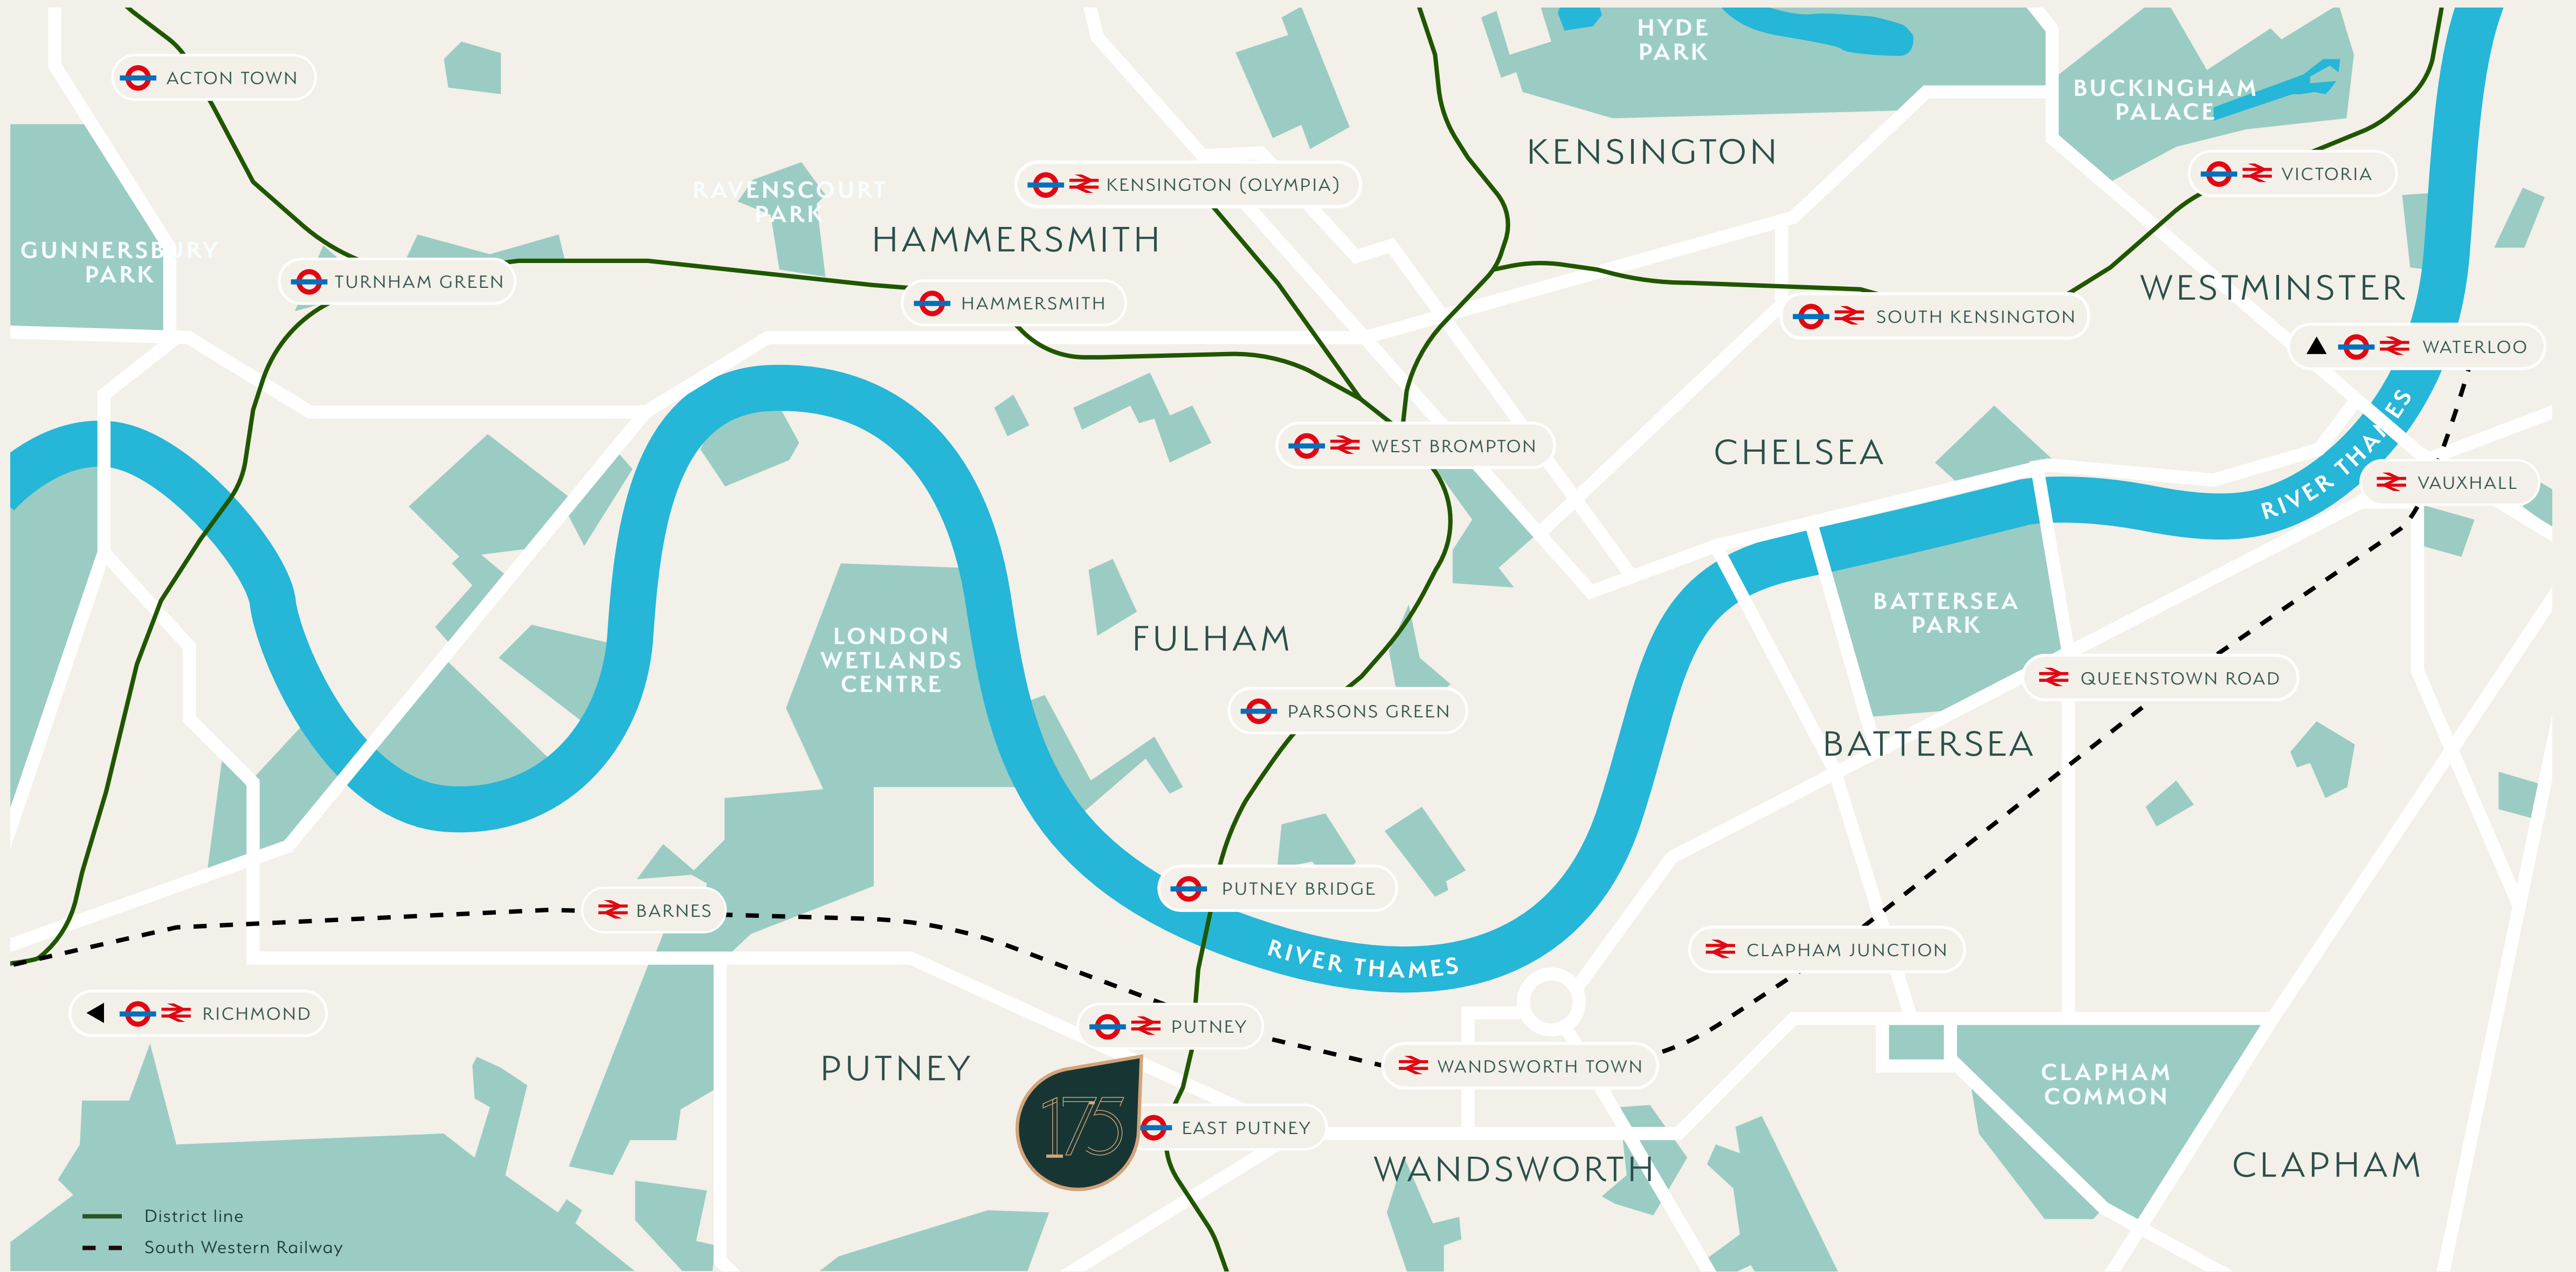 HYDE
PARK
ACTON TOWN
BUCKINGHAM
PALACE
KENSINGTON
VICTORIA
RAVENSCOURT
PARK
KENSINGTON (OLYMPIA)
HAMMERSMITH
GUNNERSBURY
PARK
TURNHAM GREEN
HAMMERSMITH
WESTMINSTER
SOUTH KENSINGTON
WATERLOO
WEST BROMPTON
CHELSEA
RIVER THAMES
VAUXHALL
BATTERSEA
PARK
LONDON
WETLANDS
CENTRE
FULHAM
QUEENSTOWN ROAD
PARSONS GREEN
BATTERSEA
PUTNEY BRIDGE
BARNES
RIVER THAMES
CLAPHAM JUNCTION
RICHMOND
PUTNEY
PUTNEY
WANDSWORTH TOWN
CLAPHAM
COMMON
175
EAST PUTNEY
WANDSWORTH
CLAPHAM
District line
South Western Railway